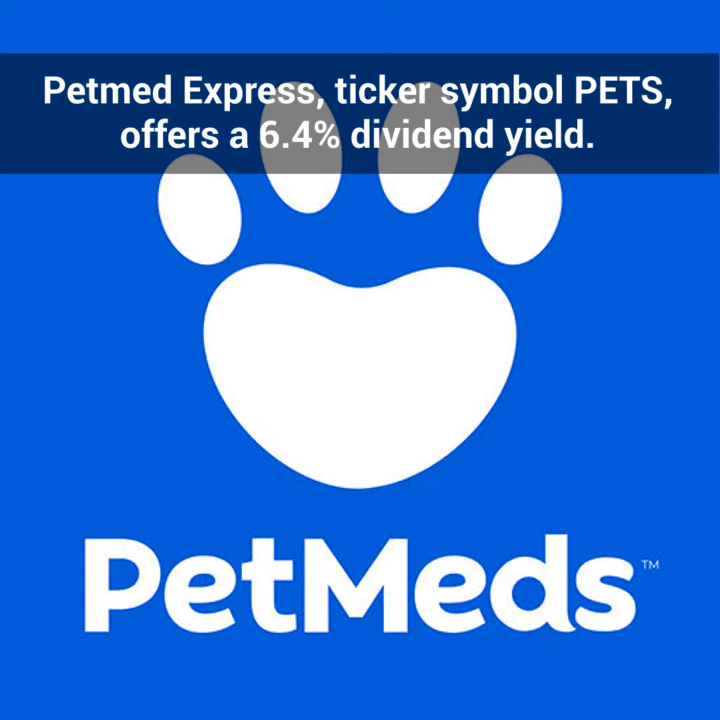 Petmed Express, ticker symbol PETS,
offers a 6.4% dividend yield.
PetMeds™